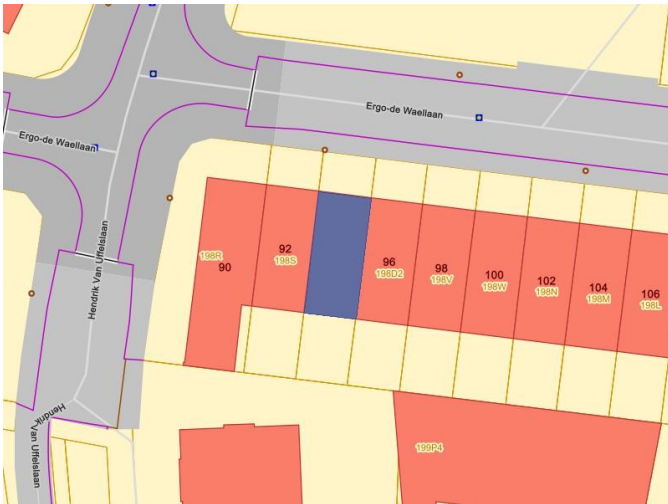 Ergo-de Waellaan
Ergo-de Waellaan
Hendrik Van Uffelslaan
198R
90
92
198S
96
198D2
98
198V
100
198W
102
198N
104
198M
106
198L
Hendrik
Van Uffelslaan
199P4